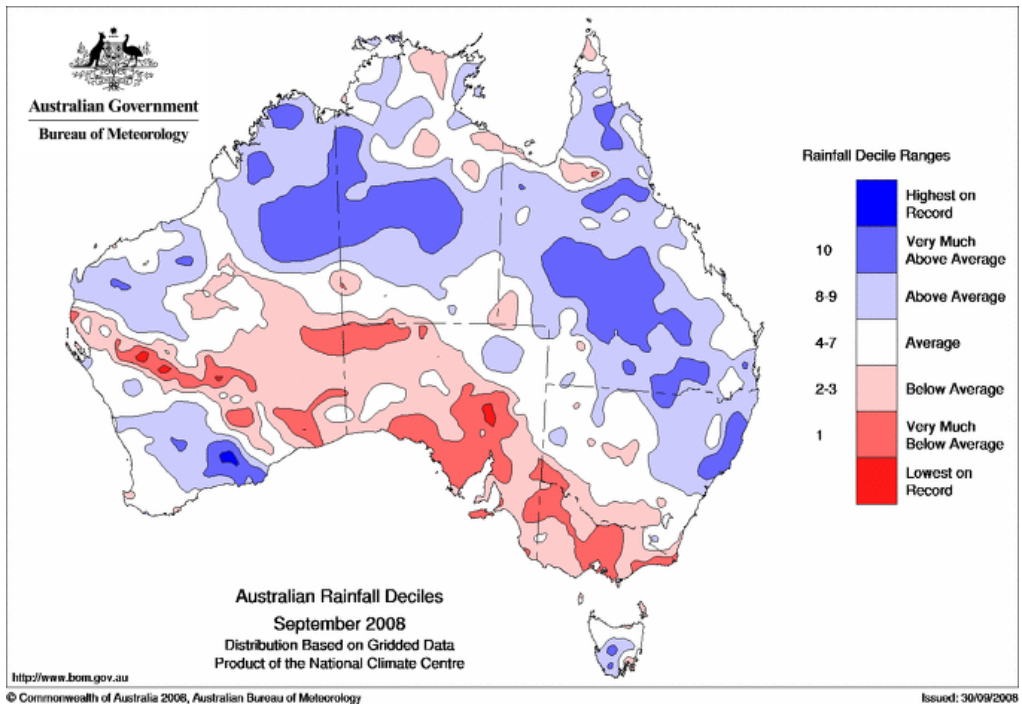 Australian Government
Bureau of Meteorology
Rainfall Decile Ranges
Highest on
Record
10
Very Much
Above Average
8-9
Above Average
4-7
Average
2-3
Below Average
1
Very Much
Below Average
Lowest on
Record
Australian Rainfall Deciles
September 2008
Distribution Based on Gridded Data
Product of the National Climate Centre
http://www.bom.gov.au
© Commonwealth of Australia 2008, Australian Bureau of Meteorology
Issued: 30/09/2008